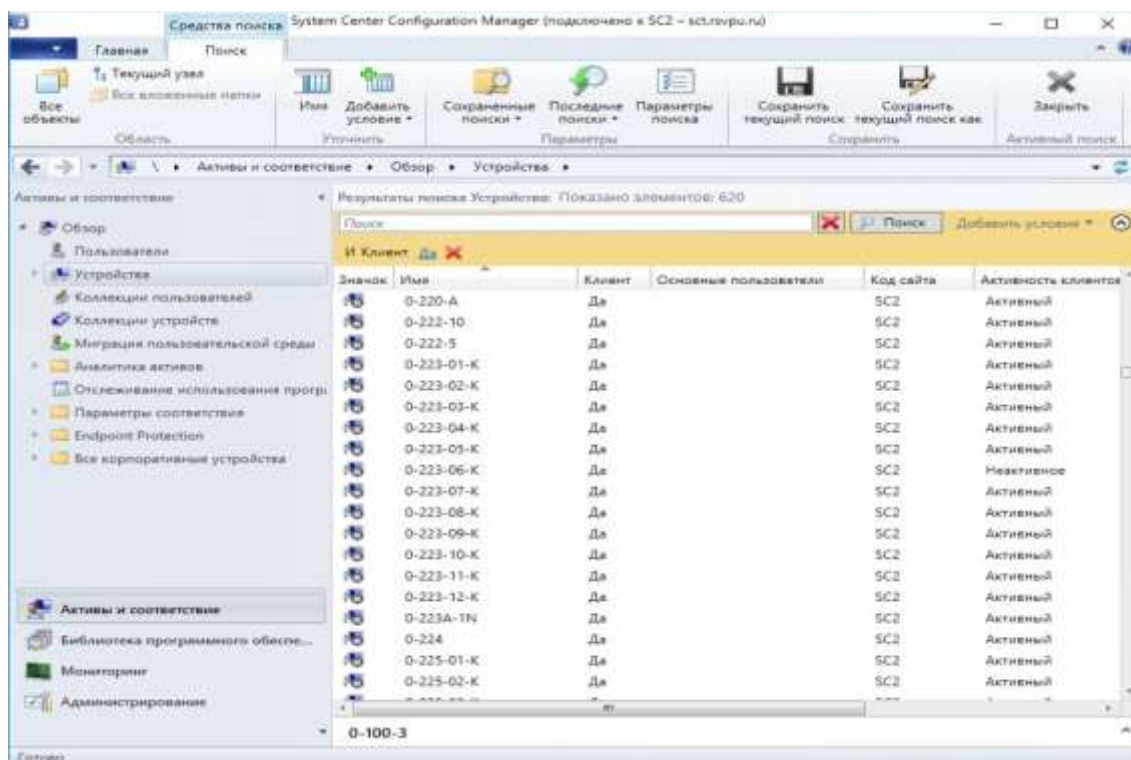 Средства поиска System Center Configuration Manager (подключено к SC2 – sct.rsvpu.ru)
Главная Поиск
Все объекты
Текущий узел
Все вложенные папки
Область
Имя
Добавить условие
Уточнить
Сохраненные поиски
Последние поиски
Параметры поиска
Параметры
Сохранить текущий поиск
Сохранить текущий поиск как
Сохранить
Закрыть
Активный поиск
\ Активы и соответствие Обзор Устройства
Активы и соответствие
Обзор
Пользователи
Устройства
Коллекции пользователей
Коллекции устройств
Миграция пользовательской среды
Аналитика активов
Отслеживание использования програ
Параметры соответствия
Endpoint Protection
Все корпоративные устройства
Активы и соответствие
Библиотека программного обеспе...
Мониторинг
Администрирование
Результаты поиска Устройства: Показано элементов: 620
Поиск Поиск Добавить условие
И Клиент Да
Значок Имя Клиент Основные пользователи Код сайта Активность клиентов
0-220-A Да SC2 Активный
0-222-10 Да SC2 Активный
0-222-5 Да SC2 Активный
0-223-01-K Да SC2 Активный
0-223-02-K Да SC2 Активный
0-223-03-K Да SC2 Активный
0-223-04-K Да SC2 Активный
0-223-05-K Да SC2 Активный
0-223-06-K Да SC2 Неактивное
0-223-07-K Да SC2 Активный
0-223-08-K Да SC2 Активный
0-223-09-K Да SC2 Активный
0-223-10-K Да SC2 Активный
0-223-11-K Да SC2 Активный
0-223-12-K Да SC2 Активный
0-223A-1N Да SC2 Активный
0-224 Да SC2 Активный
0-225-01-K Да SC2 Активный
0-225-02-K Да SC2 Активный
0-100-3
Готово